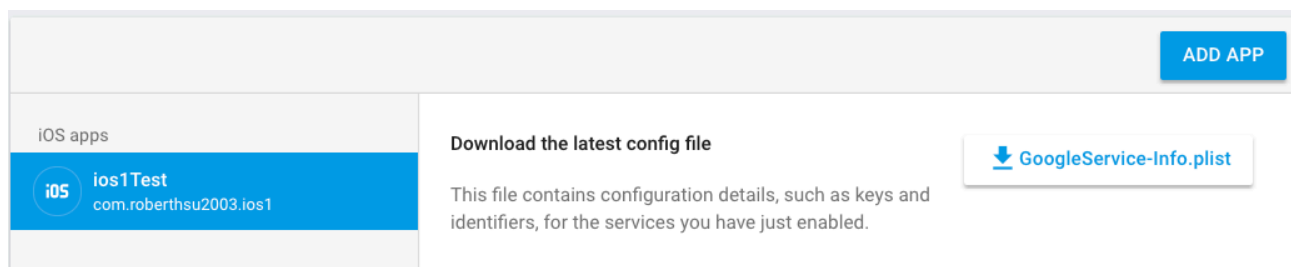 ADD APP
iOS apps
iOS
ios1Test
com.roberthsu2003.ios1
Download the latest config file
GoogleService-Info.plist
This file contains configuration details, such as keys and
identifiers, for the services you have just enabled.